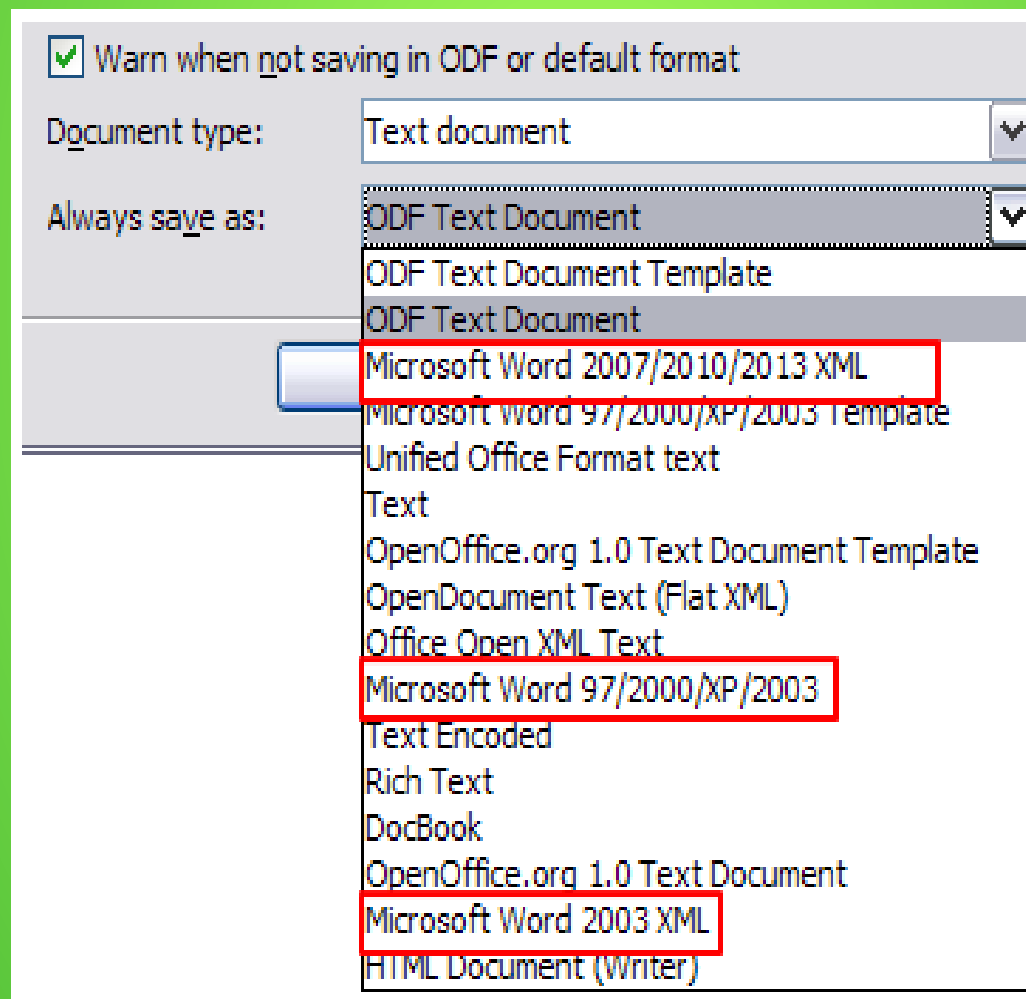 Warn when not saving in ODF or default format
Document type: Text document
Always save as: ODF Text Document
ODF Text Document Template
ODF Text Document
Microsoft Word 2007/2010/2013 XML
Microsoft Word 97/2000/XP/2003 Template
Unified Office Format text
Text
OpenOffice.org 1.0 Text Document Template
OpenDocument Text (Flat XML)
Office Open XML Text
Microsoft Word 97/2000/XP/2003
Text Encoded
Rich Text
DocBook
OpenOffice.org 1.0 Text Document
Microsoft Word 2003 XML
HTML Document (Writer)